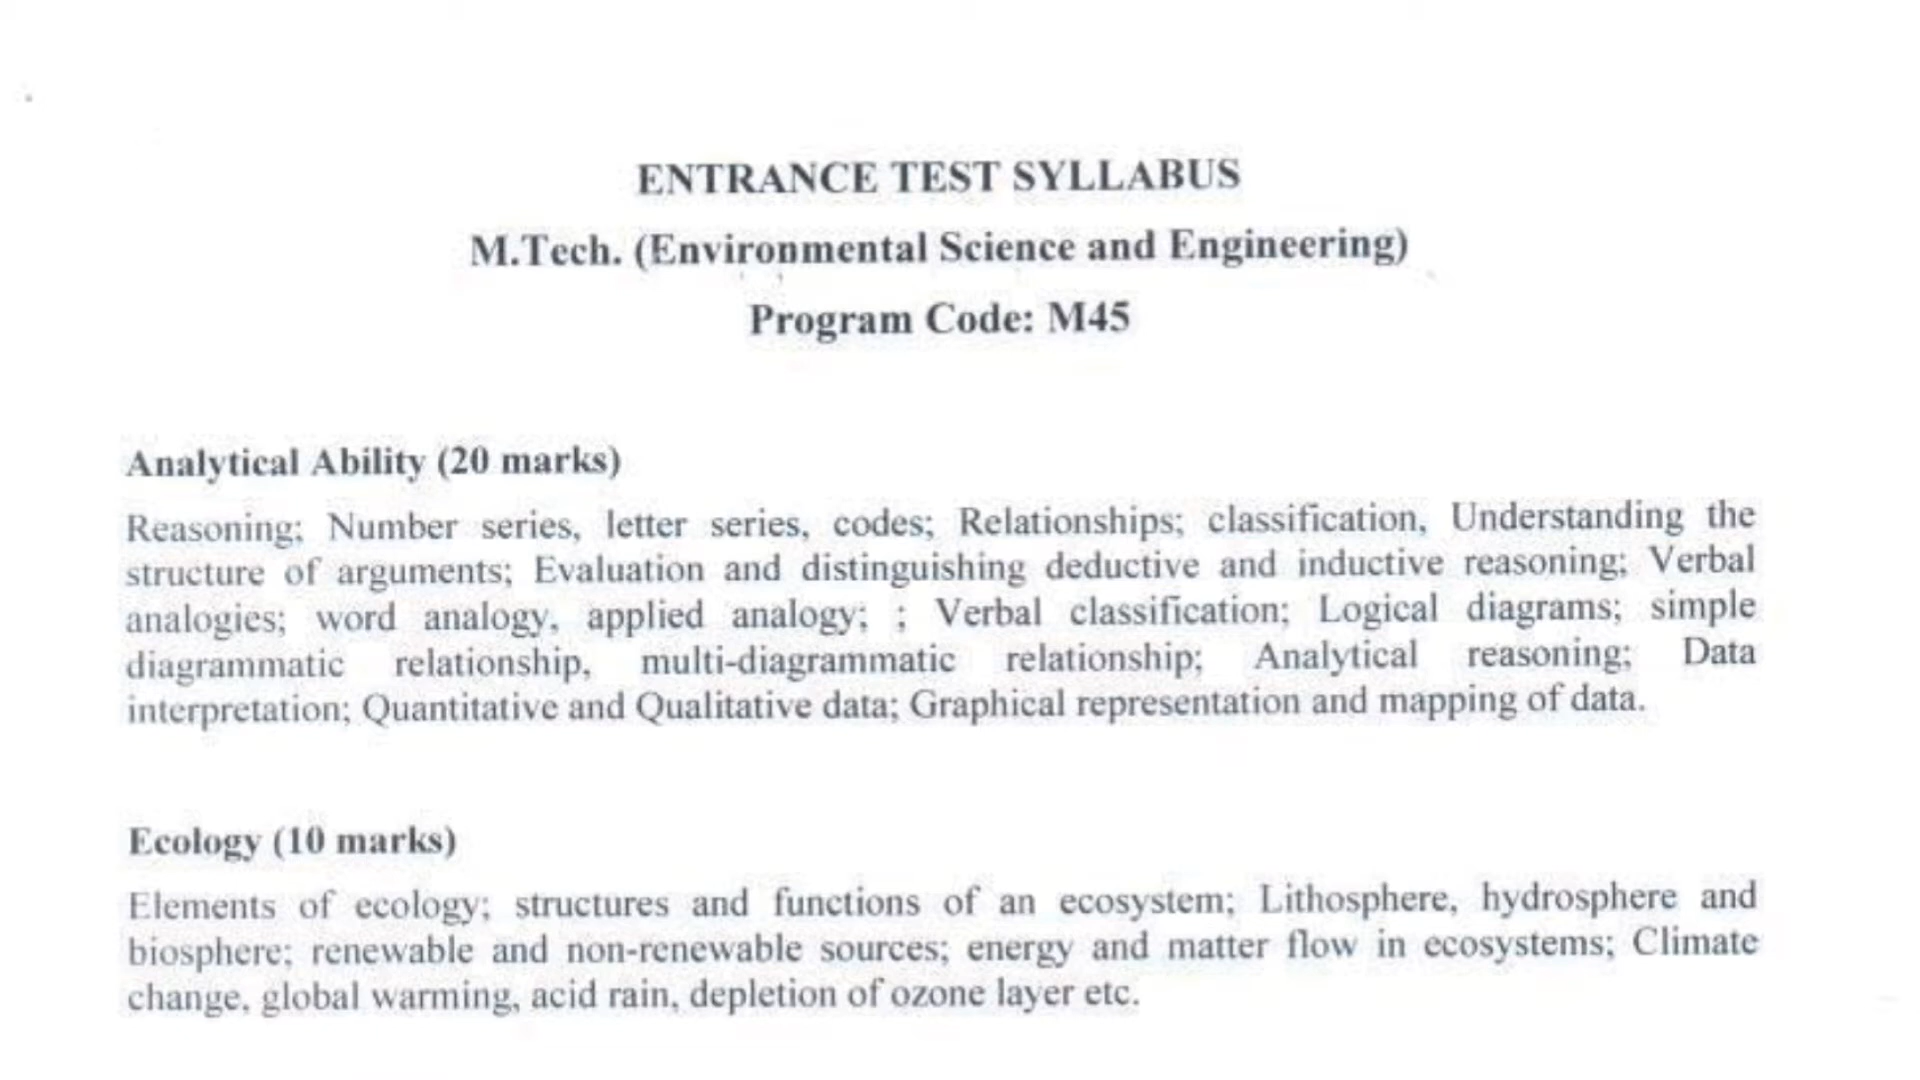 ENTRANCE TEST SYLLABUS
M.Tech. (Environmental Science and Engineering)
Program Code: M45
Analytical Ability (20 marks)
Reasoning; Number series, letter series, codes; Relationships; classification, Understanding the
structure of arguments; Evaluation and distinguishing deductive and inductive reasoning; Verbal
analogies; word analogy, applied analogy; ; Verbal classification; Logical diagrams; simple
diagrammatic relationship, multi-diagrammatic relationship; Analytical reasoning; Data
interpretation; Quantitative and Qualitative data; Graphical representation and mapping of data.
Ecology (10 marks)
Elements of ecology; structures and functions of an ecosystem; Lithosphere, hydrosphere and
biosphere; renewable and non-renewable sources; energy and matter flow in ecosystems; Climate
change, global warming, acid rain, depletion of ozone layer etc.